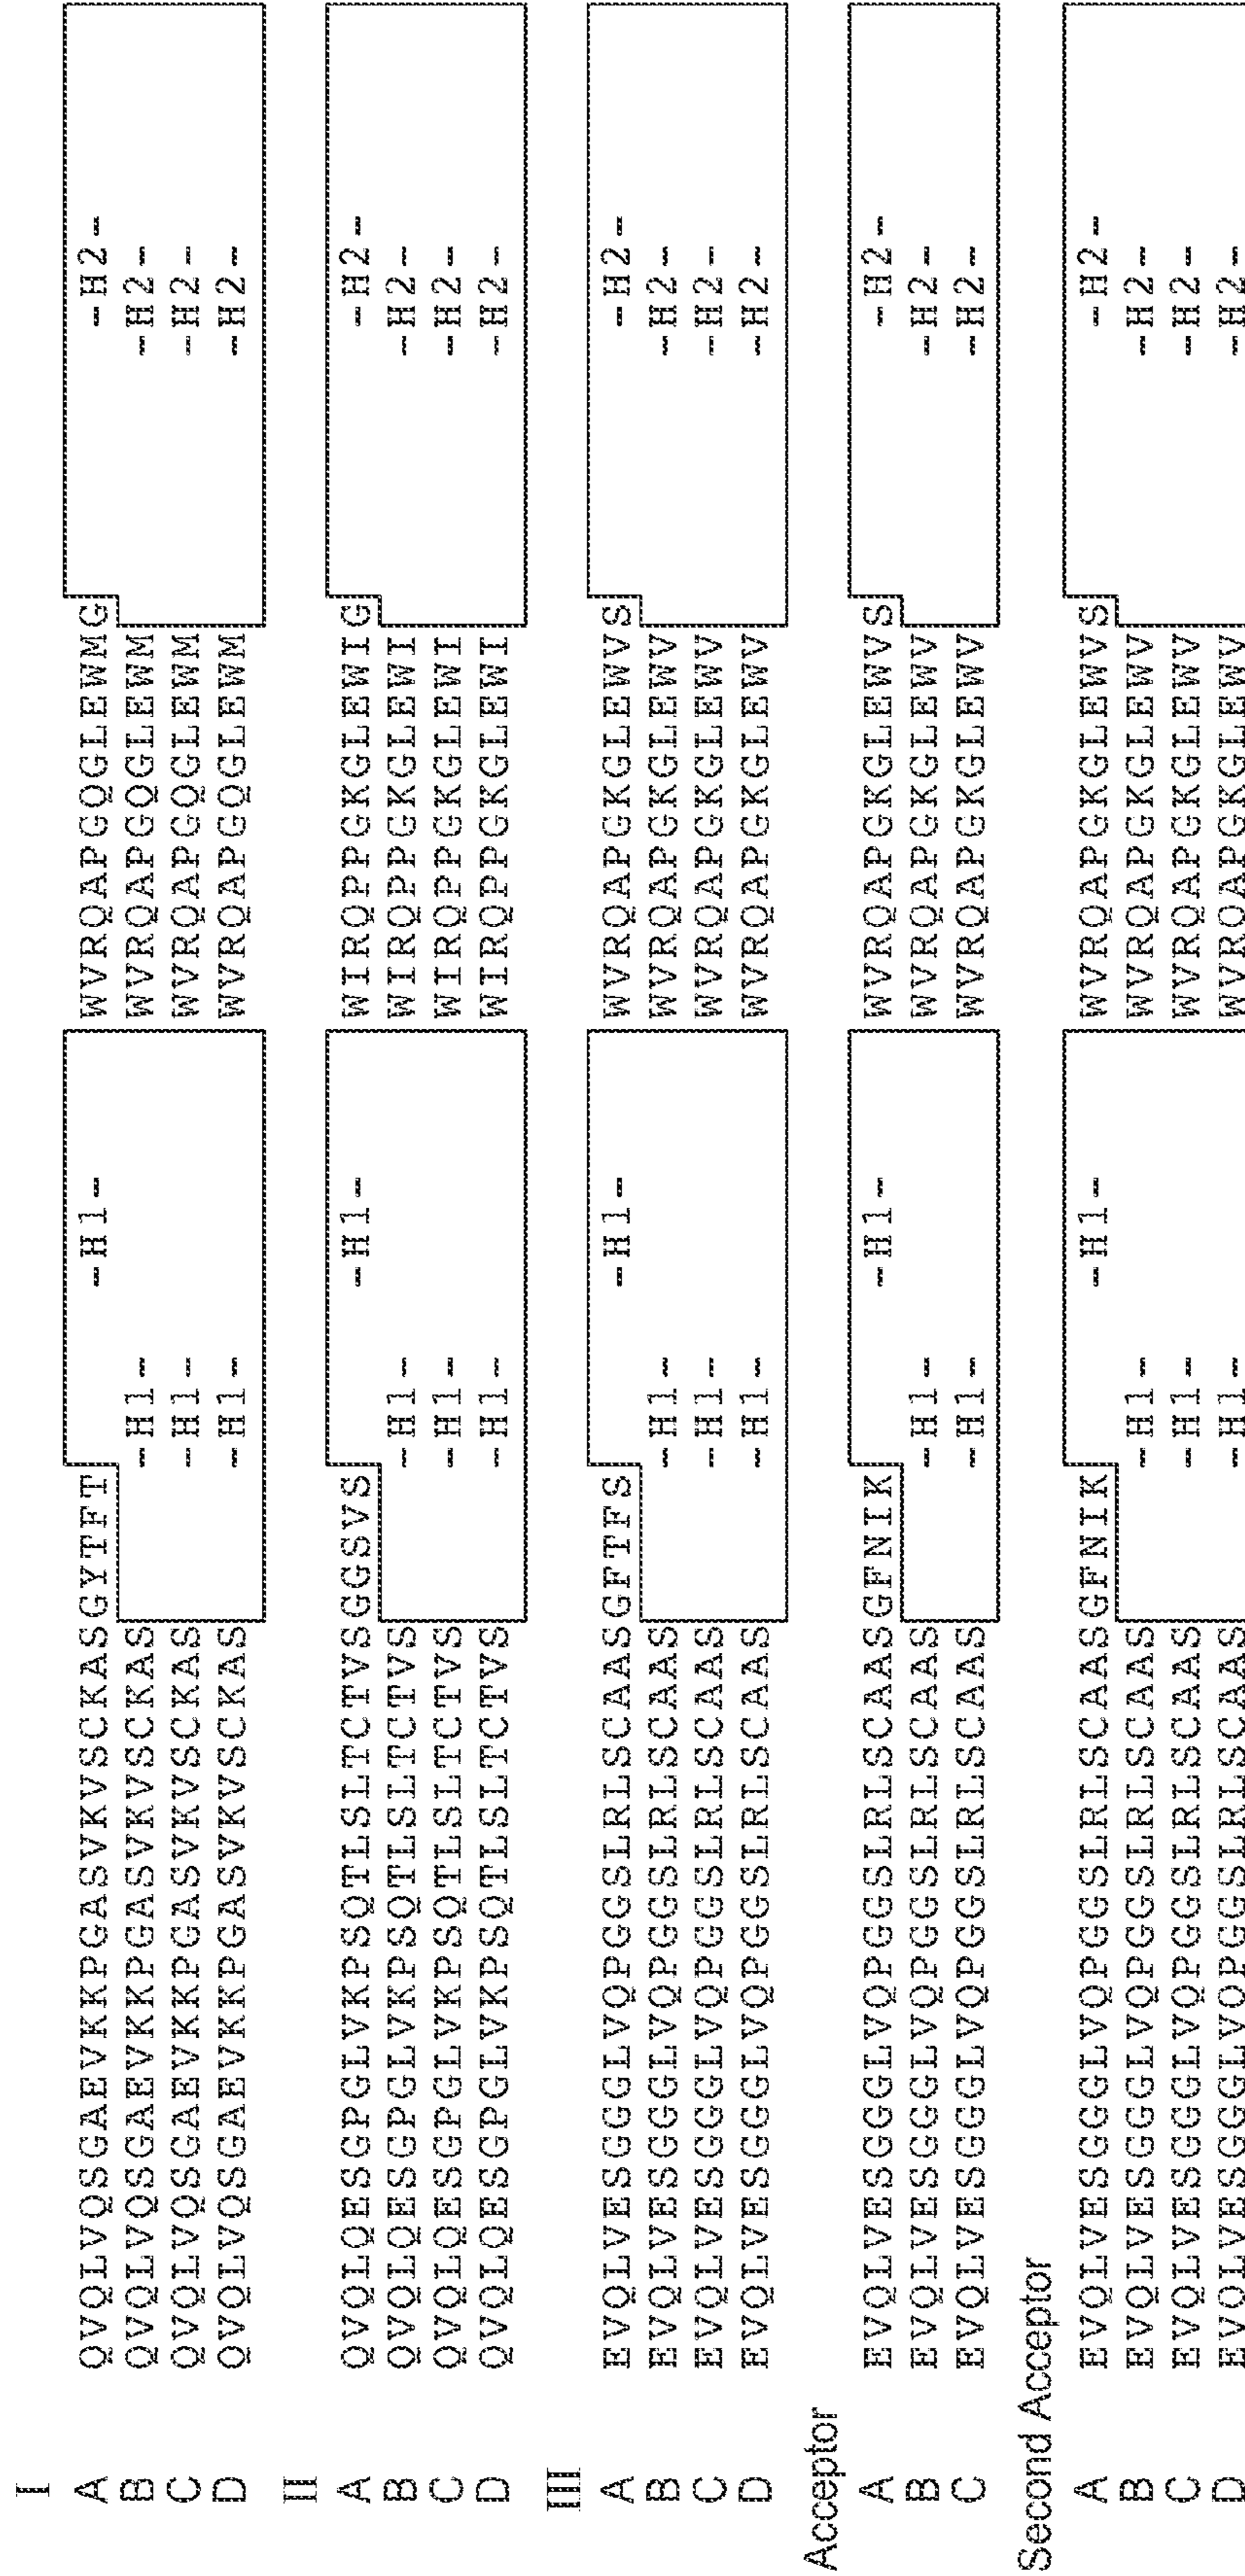 I
A QVQLVQSGAEVKKPGASVKVSCKASGYTFT -H1- WVRQAPGQGLEWMG -H2-
B QVQLVQSGAEVKKPGASVKVSCKAS -H1- WVRQAPGQGLEWM -H2-
C QVQLVQSGAEVKKPGASVKVSCKAS -H1- WVRQAPGQGLEWM -H2-
D QVQLVQSGAEVKKPGASVKVSCKAS -H1- WVRQAPGQGLEWM -H2-
II
A QVQLQESGPGLVKPSQTLSLTCTVSGGSVS -H1- WIRQPPGKGLEWIG -H2-
B QVQLQESGPGLVKPSQTLSLTCTVS -H1- WIRQPPGKGLEWI -H2-
C QVQLQESGPGLVKPSQTLSLTCTVS -H1- WIRQPPGKGLEWI -H2-
D QVQLQESGPGLVKPSQTLSLTCTVS -H1- WIRQPPGKGLEWI -H2-
III
A EVQLVESGGGLVQPGGSLRLSCAASGFTFS -H1- WVRQAPGKGLEWVS -H2-
B EVQLVESGGGLVQPGGSLRLSCAAS -H1- WVRQAPGKGLEWV -H2-
C EVQLVESGGGLVQPGGSLRLSCAAS -H1- WVRQAPGKGLEWV -H2-
D EVQLVESGGGLVQPGGSLRLSCAAS -H1- WVRQAPGKGLEWV -H2-
Acceptor
A EVQLVESGGGLVQPGGSLRLSCAASGFNIK -H1- WVRQAPGKGLEWVS -H2-
B EVQLVESGGGLVQPGGSLRLSCAAS -H1- WVRQAPGKGLEWV -H2-
C EVQLVESGGGLVQPGGSLRLSCAAS -H1- WVRQAPGKGLEWV -H2-
Second Acceptor
A EVQLVESGGGLVQPGGSLRLSCAASGFNIK -H1- WVRQAPGKGLEWVS -H2-
B EVQLVESGGGLVQPGGSLRLSCAAS -H1- WVRQAPGKGLEWV -H2-
C EVQLVESGGGLVQPGGSLRLSCAAS -H1- WVRQAPGKGLEWV -H2-
D EVQLVESGGGLVQPGGSLRLSCAAS -H1- WVRQAPGKGLEWV -H2-